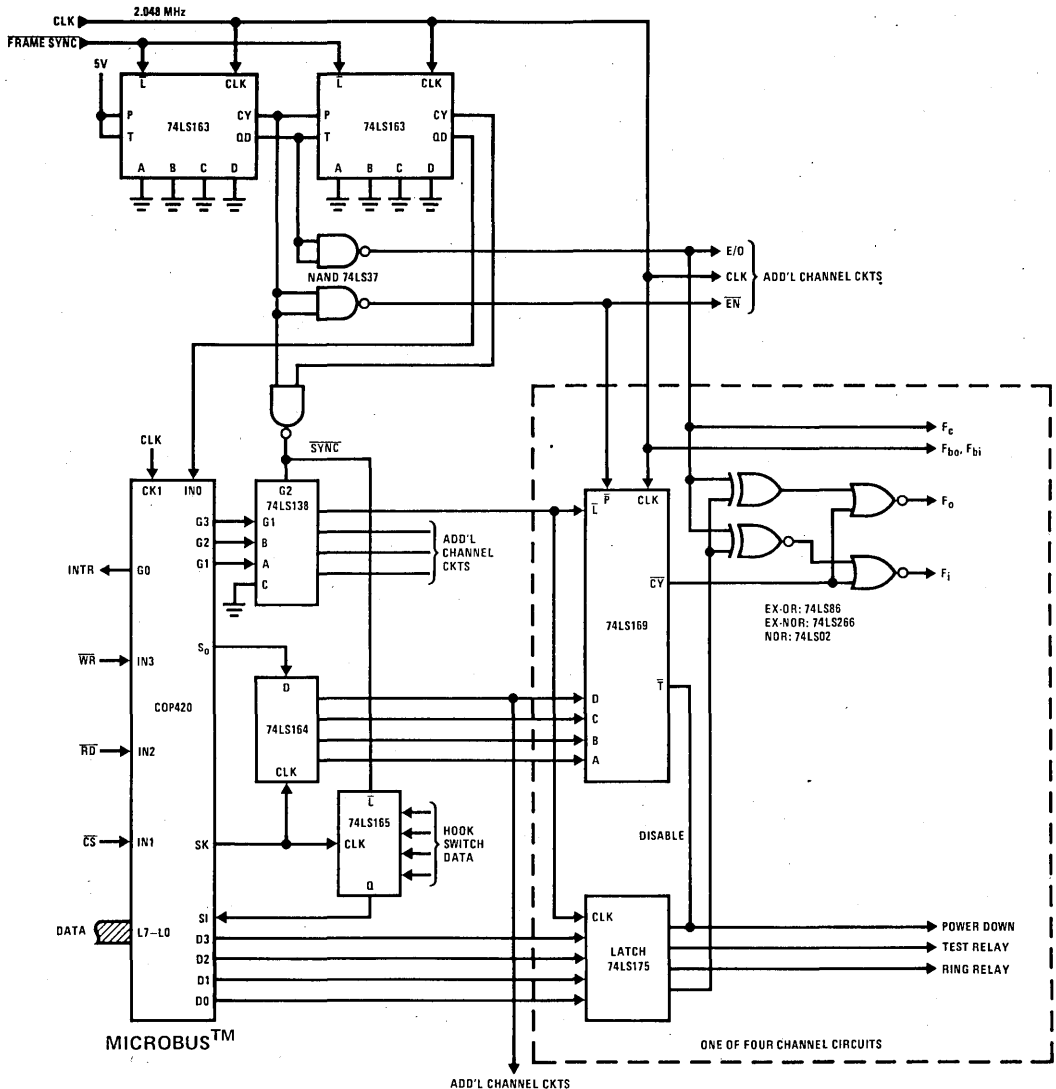 CLK
2.048 MHz
FRAME SYNC
5V
L
CLK
P
T
74LS163
CY
QD
A B C D
L
CLK
P
T
74LS163
CY
QD
A B C D
NAND 74LS37
E/O
CLK
EN
ADD'L CHANNEL CKTS
SYNC
CLK
CK1 IN0
G3
G2
G1
INTR
G0
WR
IN3
COP420
RD
IN2
CS
IN1
DATA
L7–L0
So
SK
SI
D3
D2
D1
D0
MICROBUS™
G2
74LS138
G1
B
A
C
ADD'L
CHANNEL
CKTS
D
74LS164
CLK
L
74LS165
CLK
Q
HOOK
SWITCH
DATA
P CLK
L
CY
74LS169
T
D
C
B
A
Fc
Fbo, Fbi
Fo
Fi
EX-OR: 74LS86
EX-NOR: 74LS266
NOR: 74LS02
DISABLE
CLK
LATCH
74LS175
POWER DOWN
TEST RELAY
RING RELAY
ONE OF FOUR CHANNEL CIRCUITS
ADD'L CHANNEL CKTS